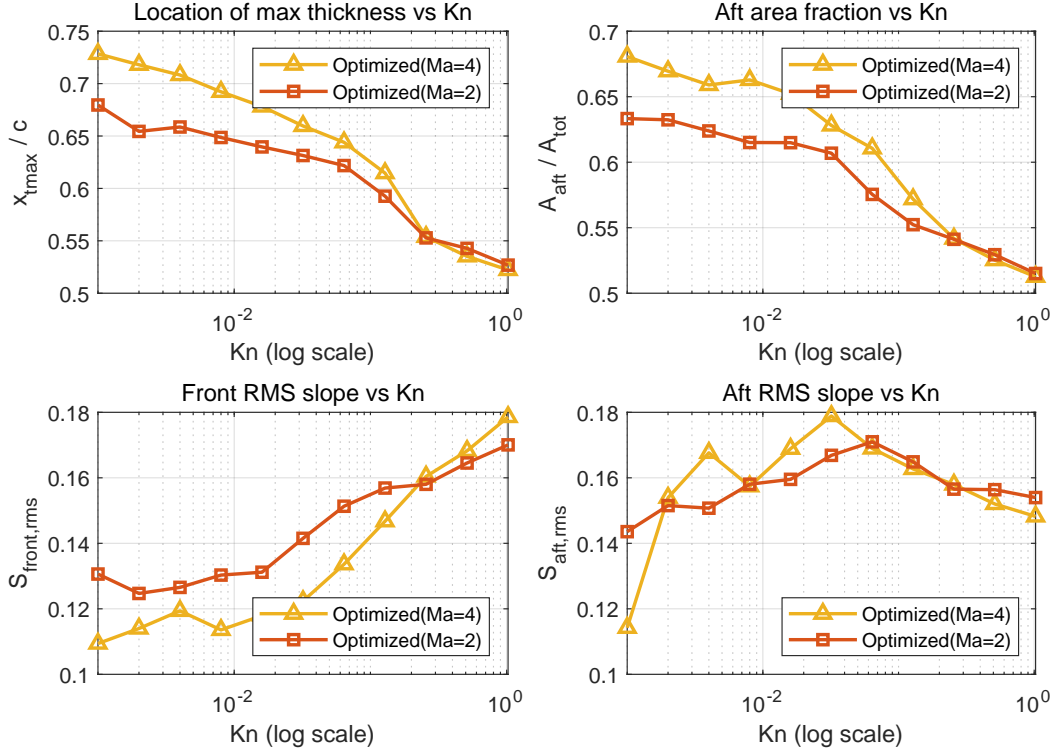 Location of max thickness vs Kn
0.75
0.7
0.65
0.6
0.55
0.5
x_tmax / c
Optimized(Ma=4)
Optimized(Ma=2)
10^-2
10^0
Kn (log scale)
Aft area fraction vs Kn
0.7
0.65
0.6
0.55
0.5
A_aft / A_tot
Optimized(Ma=4)
Optimized(Ma=2)
10^-2
10^0
Kn (log scale)
Front RMS slope vs Kn
0.18
0.16
0.14
0.12
0.1
S_front,rms
Optimized(Ma=4)
Optimized(Ma=2)
10^-2
10^0
Kn (log scale)
Aft RMS slope vs Kn
0.18
0.16
0.14
0.12
0.1
S_aft,rms
Optimized(Ma=4)
Optimized(Ma=2)
10^-2
10^0
Kn (log scale)